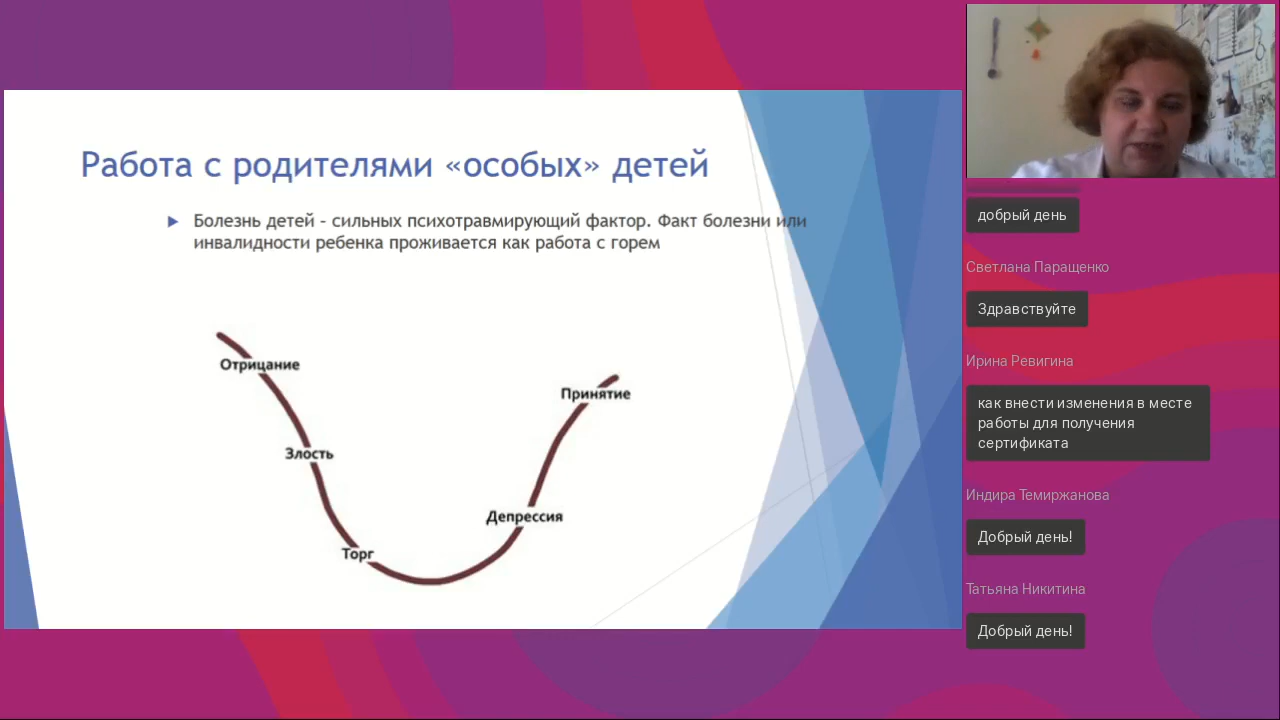 Работа с родителями «особых» детей
Болезнь детей – сильных психотравмирующий фактор. Факт болезни или
инвалидности ребенка проживается как работа с горем
Отрицание
Злость
Торг
Депрессия
Принятие
добрый день
Светлана Паращенко
Здравствуйте
Ирина Ревигина
как внести изменения в месте
работы для получения
сертификата
Индира Темиржанова
Добрый день!
Татьяна Никитина
Добрый день!